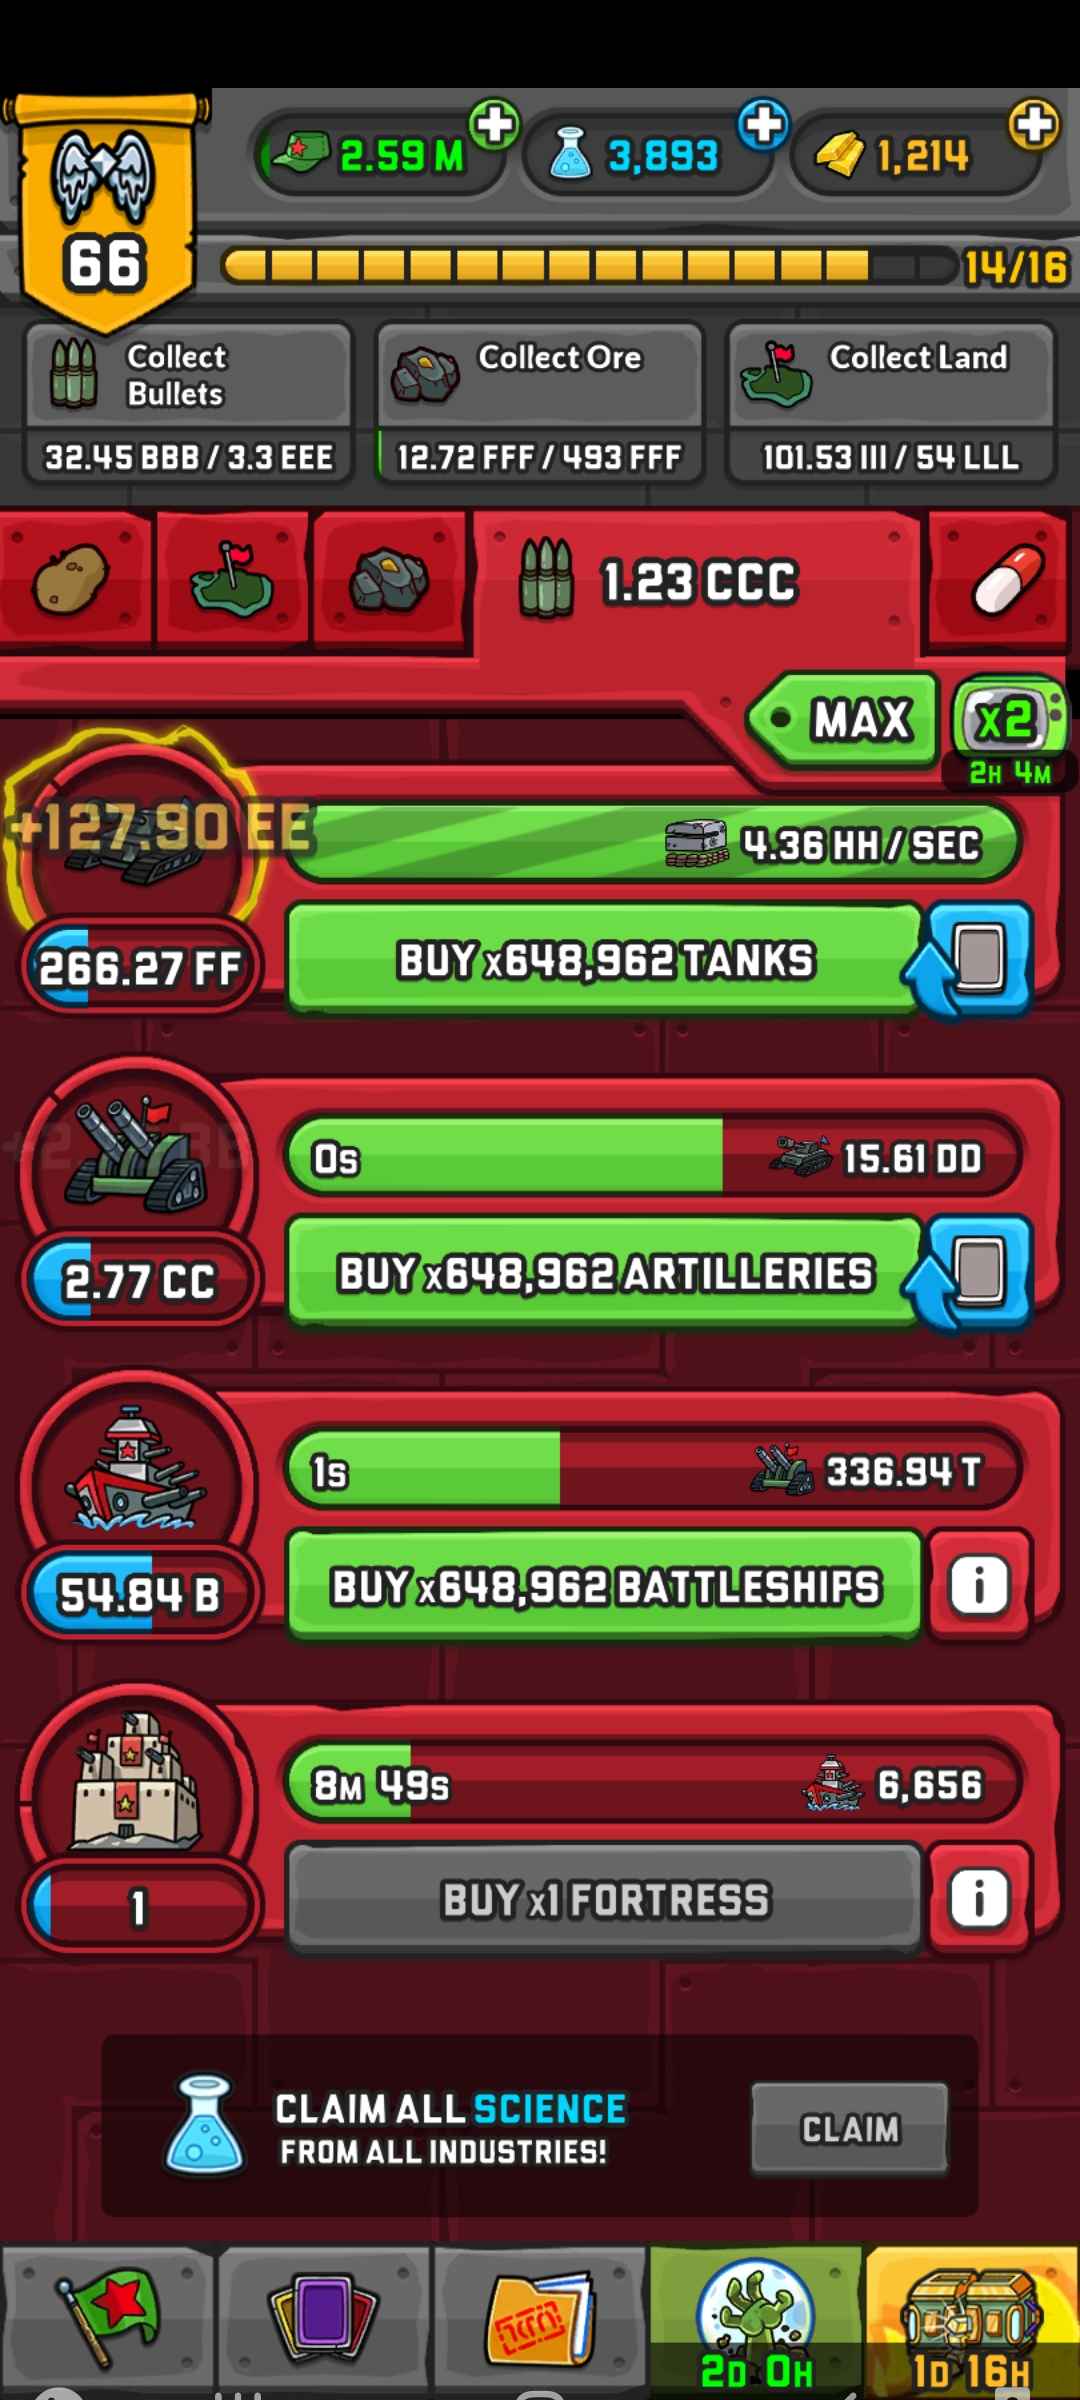 66
2.59 M
3,893
1,214
14/16
Collect
Bullets
32.45 BBB / 3.3 EEE
Collect Ore
12.72 FFF / 493 FFF
Collect Land
101.53 III / 54 LLL
1.23 CCC
MAX
x2
2H 4M
+127.90 EE
4.36 HH / SEC
266.27 FF
BUY x648,962 TANKS
0s
15.61 DD
2.77 CC
BUY x648,962 ARTILLERIES
1s
336.94 T
54.84 B
BUY x648,962 BATTLESHIPS
i
8M 49s
6,656
1
BUY x1 FORTRESS
i
CLAIM ALL SCIENCE
FROM ALL INDUSTRIES!
CLAIM
2D 0H
1D 16H